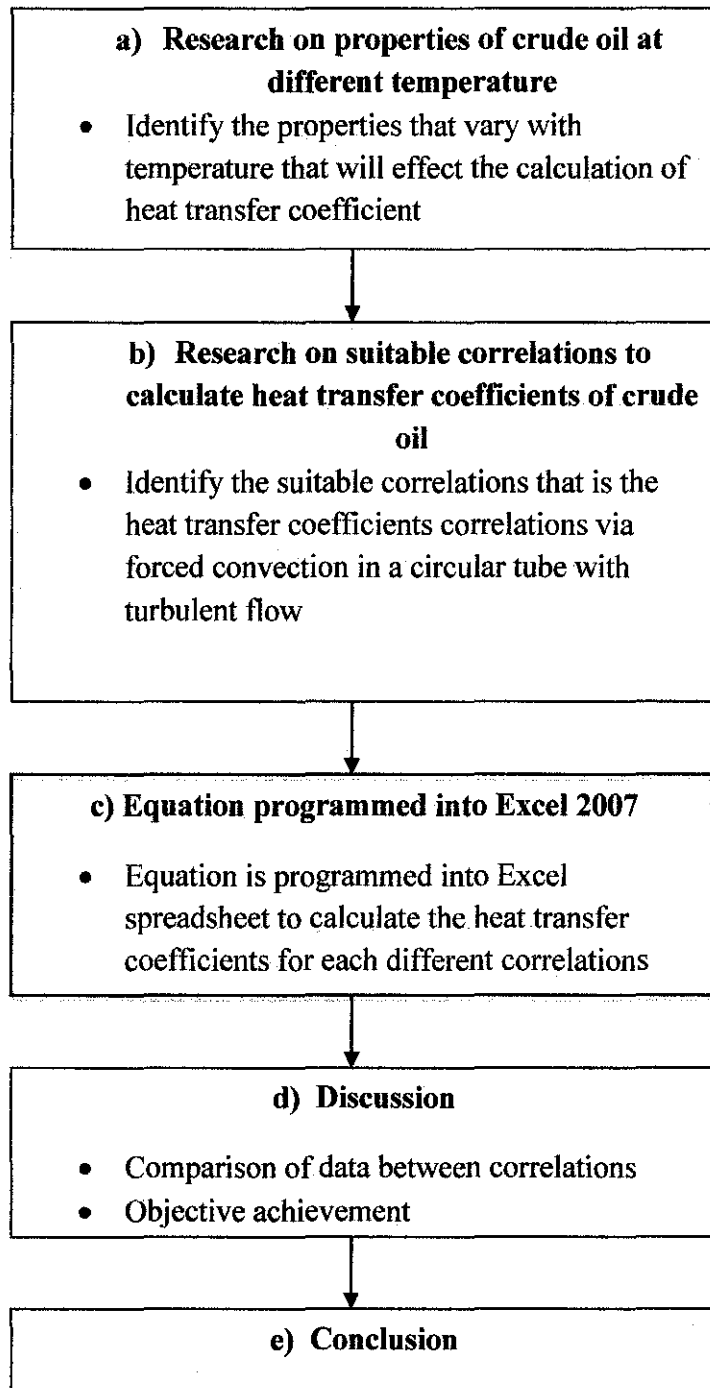 a) Research on properties of crude oil at
different temperature
• Identify the properties that vary with
temperature that will effect the calculation of
heat transfer coefficient
b) Research on suitable correlations to
calculate heat transfer coefficients of crude
oil
• Identify the suitable correlations that is the
heat transfer coefficients correlations via
forced convection in a circular tube with
turbulent flow
c) Equation programmed into Excel 2007
• Equation is programmed into Excel
spreadsheet to calculate the heat transfer
coefficients for each different correlations
d) Discussion
• Comparison of data between correlations
• Objective achievement
e) Conclusion